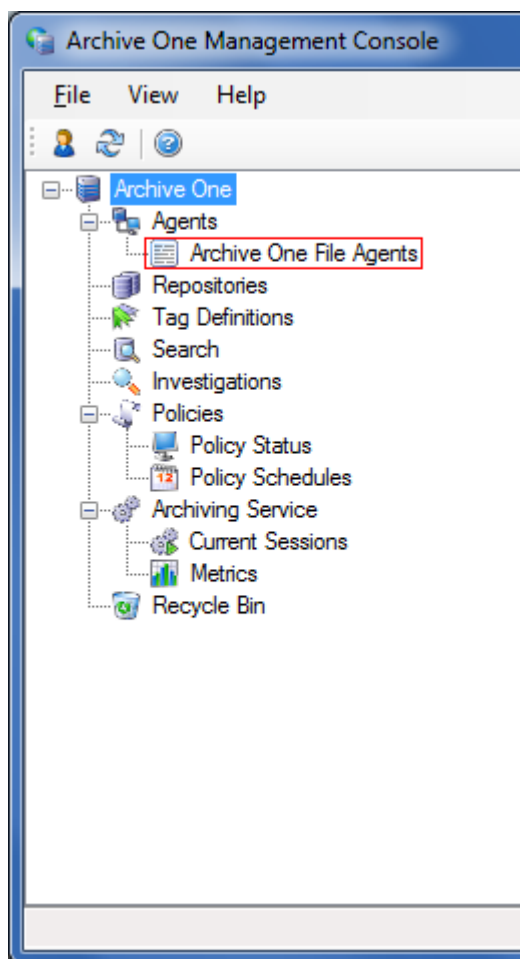 Archive One Management Console
File View Help
Archive One
Agents
Archive One File Agents
Repositories
Tag Definitions
Search
Investigations
Policies
Policy Status
12
Policy Schedules
Archiving Service
Current Sessions
Metrics
Recycle Bin